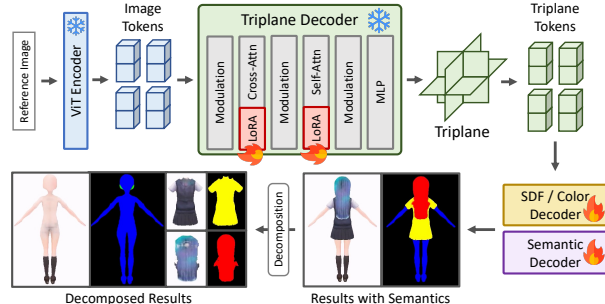 Image
Tokens
Triplane Decoder
Triplane
Tokens
Reference Image
ViT Encoder
Modulation
Cross-Attn
LoRA
Modulation
Self-Attn
LoRA
Modulation
MLP
Triplane
SDF / Color
Decoder
Semantic
Decoder
Decomposition
Decomposed Results
Results with Semantics